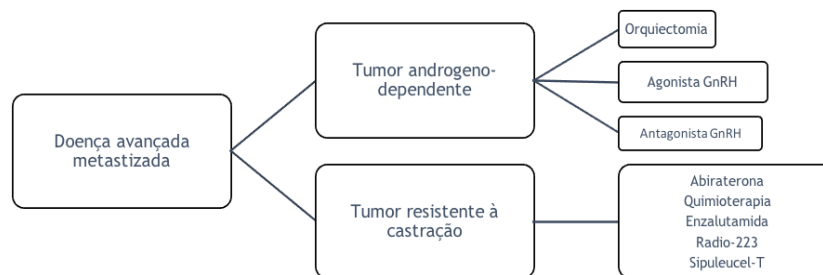 Doença avançada
metastizada
Tumor androgeno-
dependente
Orquiectomia
Agonista GnRH
Antagonista GnRH
Tumor resistente à
castração
Abiraterona
Quimioterapia
Enzalutamida
Radio-223
Sipuleucel-T